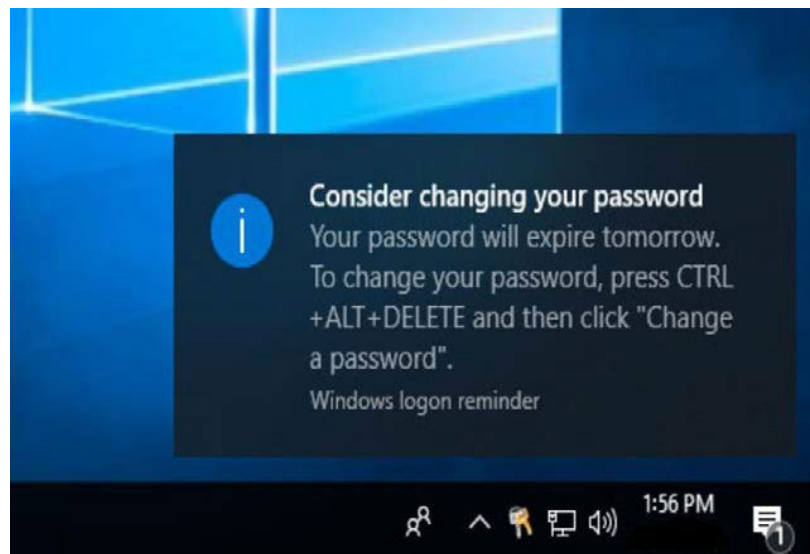 Consider changing your password
Your password will expire tomorrow.
To change your password, press CTRL
+ALT+DELETE and then click "Change
a password".
Windows logon reminder
1:56 PM
1